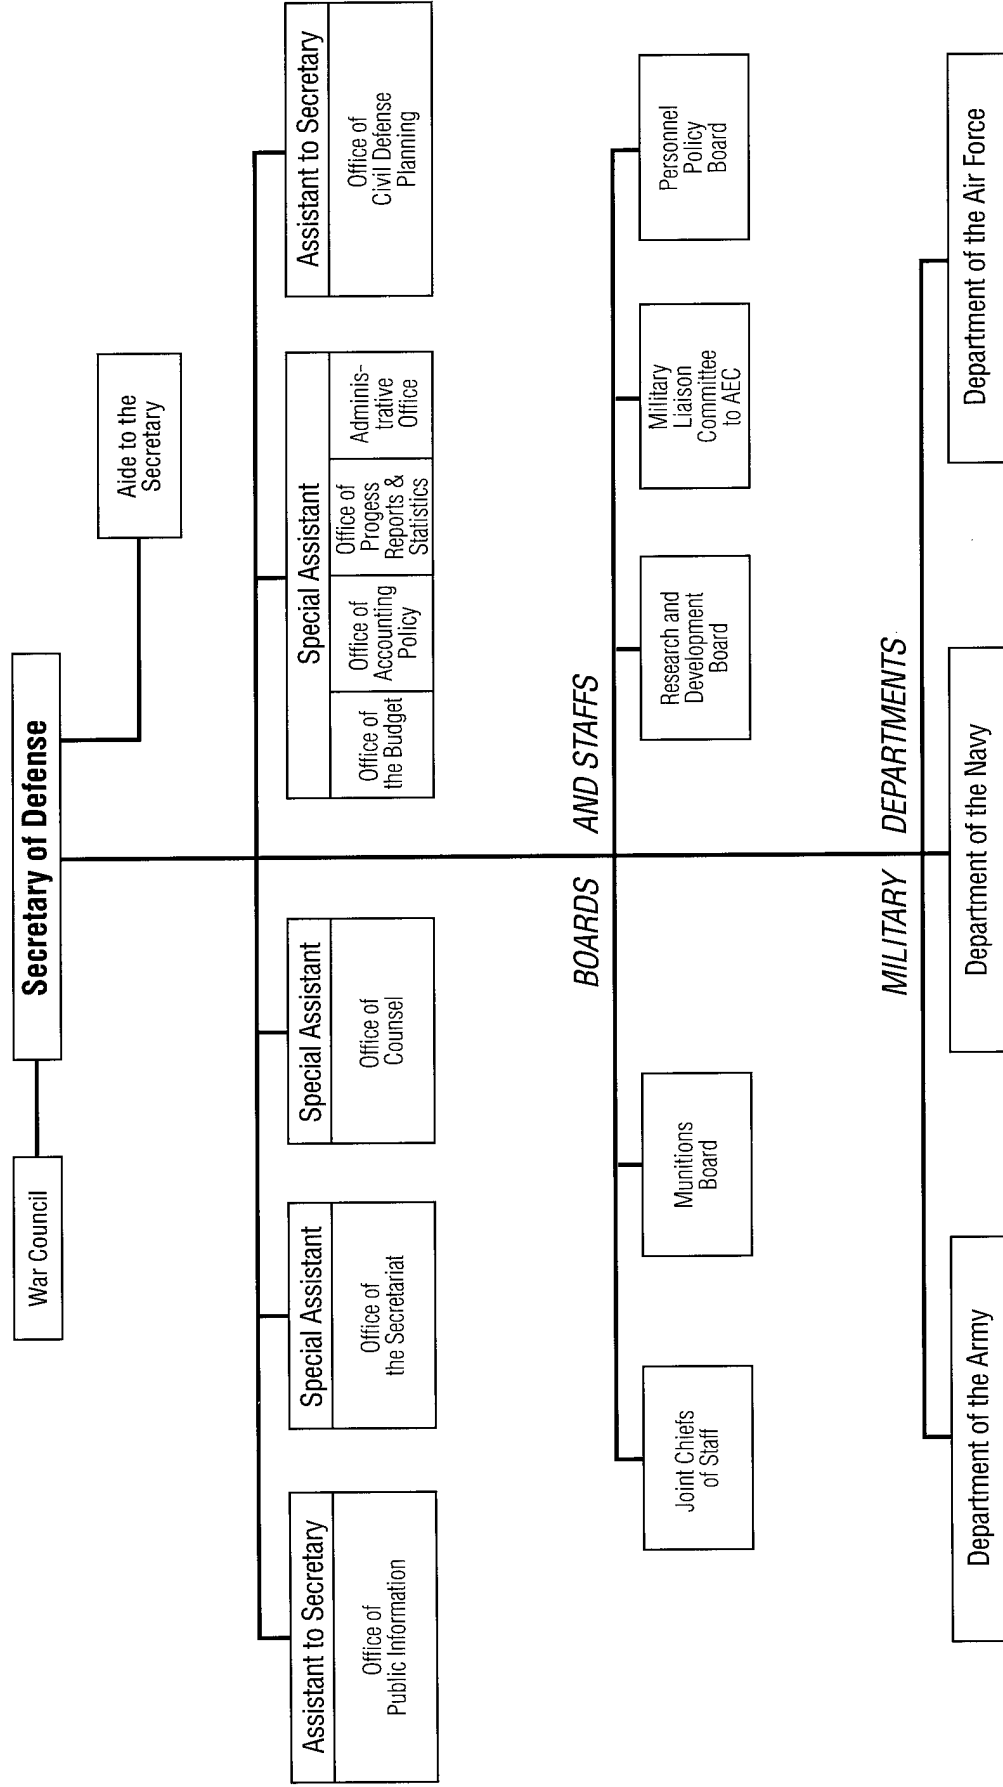 Secretary of Defense
War Council
Aide to the
Secretary
Assistant to Secretary
Office of
Public Information
Special Assistant
Office of
the Secretariat
Special Assistant
Office of
Counsel
Special Assistant
Office of
the Budget
Office of
Accounting
Policy
Office of
Progess
Reports &
Statistics
Adminis-
trative
Office
Assistant to Secretary
Office of
Civil Defense
Planning
BOARDS AND STAFFS
Joint Chiefs
of Staff
Munitions
Board
Research and
Development
Board
Military
Liaison
Committee
to AEC
Personnel
Policy
Board
MILITARY DEPARTMENTS
Department of the Army
Department of the Navy
Department of the Air Force